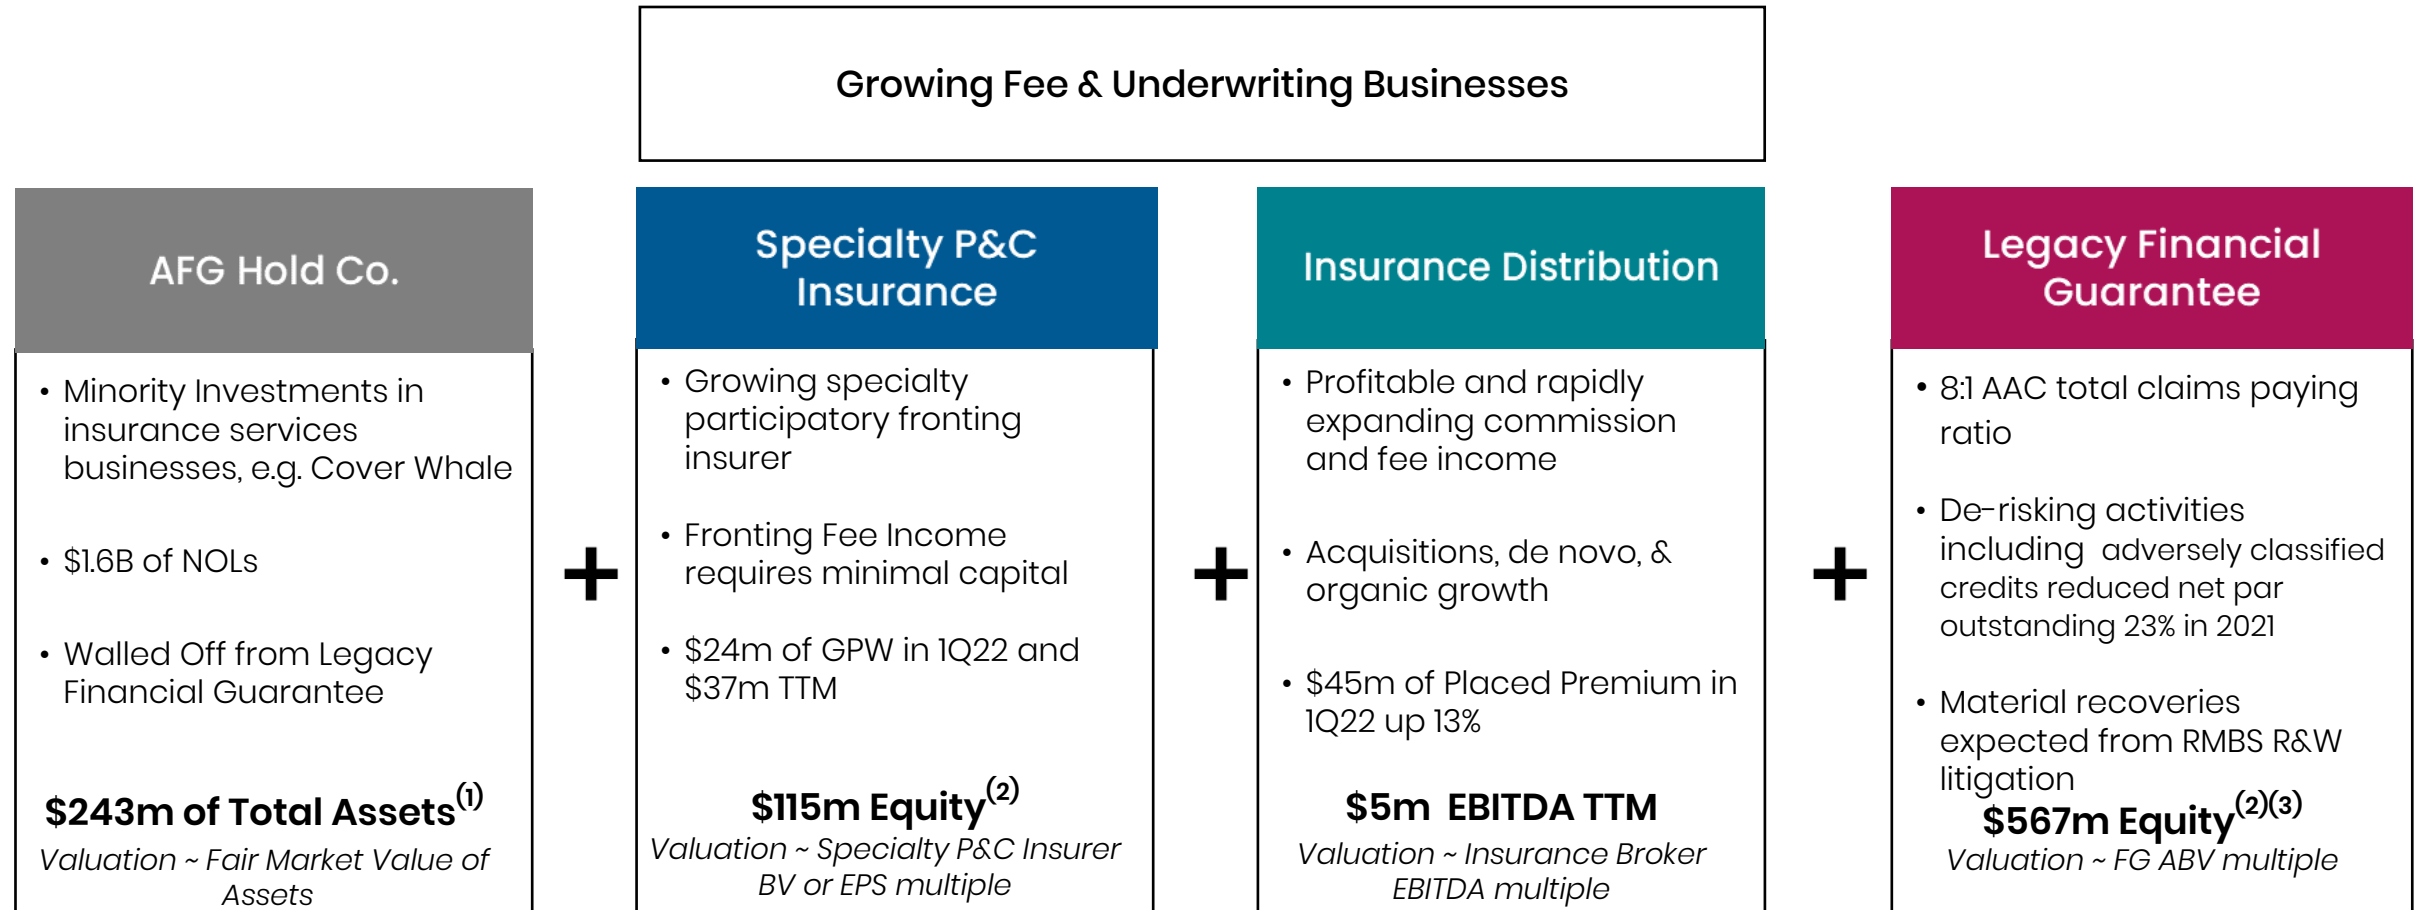 Growing Fee & Underwriting Businesses
AFG Hold Co.
• Minority Investments in
insurance services
businesses, e.g. Cover Whale
• $1.6B of NOLs
• Walled Off from Legacy
Financial Guarantee
$243m of Total Assets(1)
Valuation ~ Fair Market Value of
Assets
+
Specialty P&C
Insurance
• Growing specialty
participatory fronting
insurer
• Fronting Fee Income
requires minimal capital
• $24m of GPW in 1Q22 and
$37m TTM
$115m Equity(2)
Valuation ~ Specialty P&C Insurer
BV or EPS multiple
+
Insurance Distribution
• Profitable and rapidly
expanding commission
and fee income
• Acquisitions, de novo, &
organic growth
• $45m of Placed Premium in
1Q22 up 13%
$5m EBITDA TTM
Valuation ~ Insurance Broker
EBITDA multiple
+
Legacy Financial
Guarantee
• 8:1 AAC total claims paying
ratio
• De-risking activities
including adversely classified
credits reduced net par
outstanding 23% in 2021
• Material recoveries
expected from RMBS R&W
litigation
$567m Equity(2)(3)
Valuation ~ FG ABV multiple